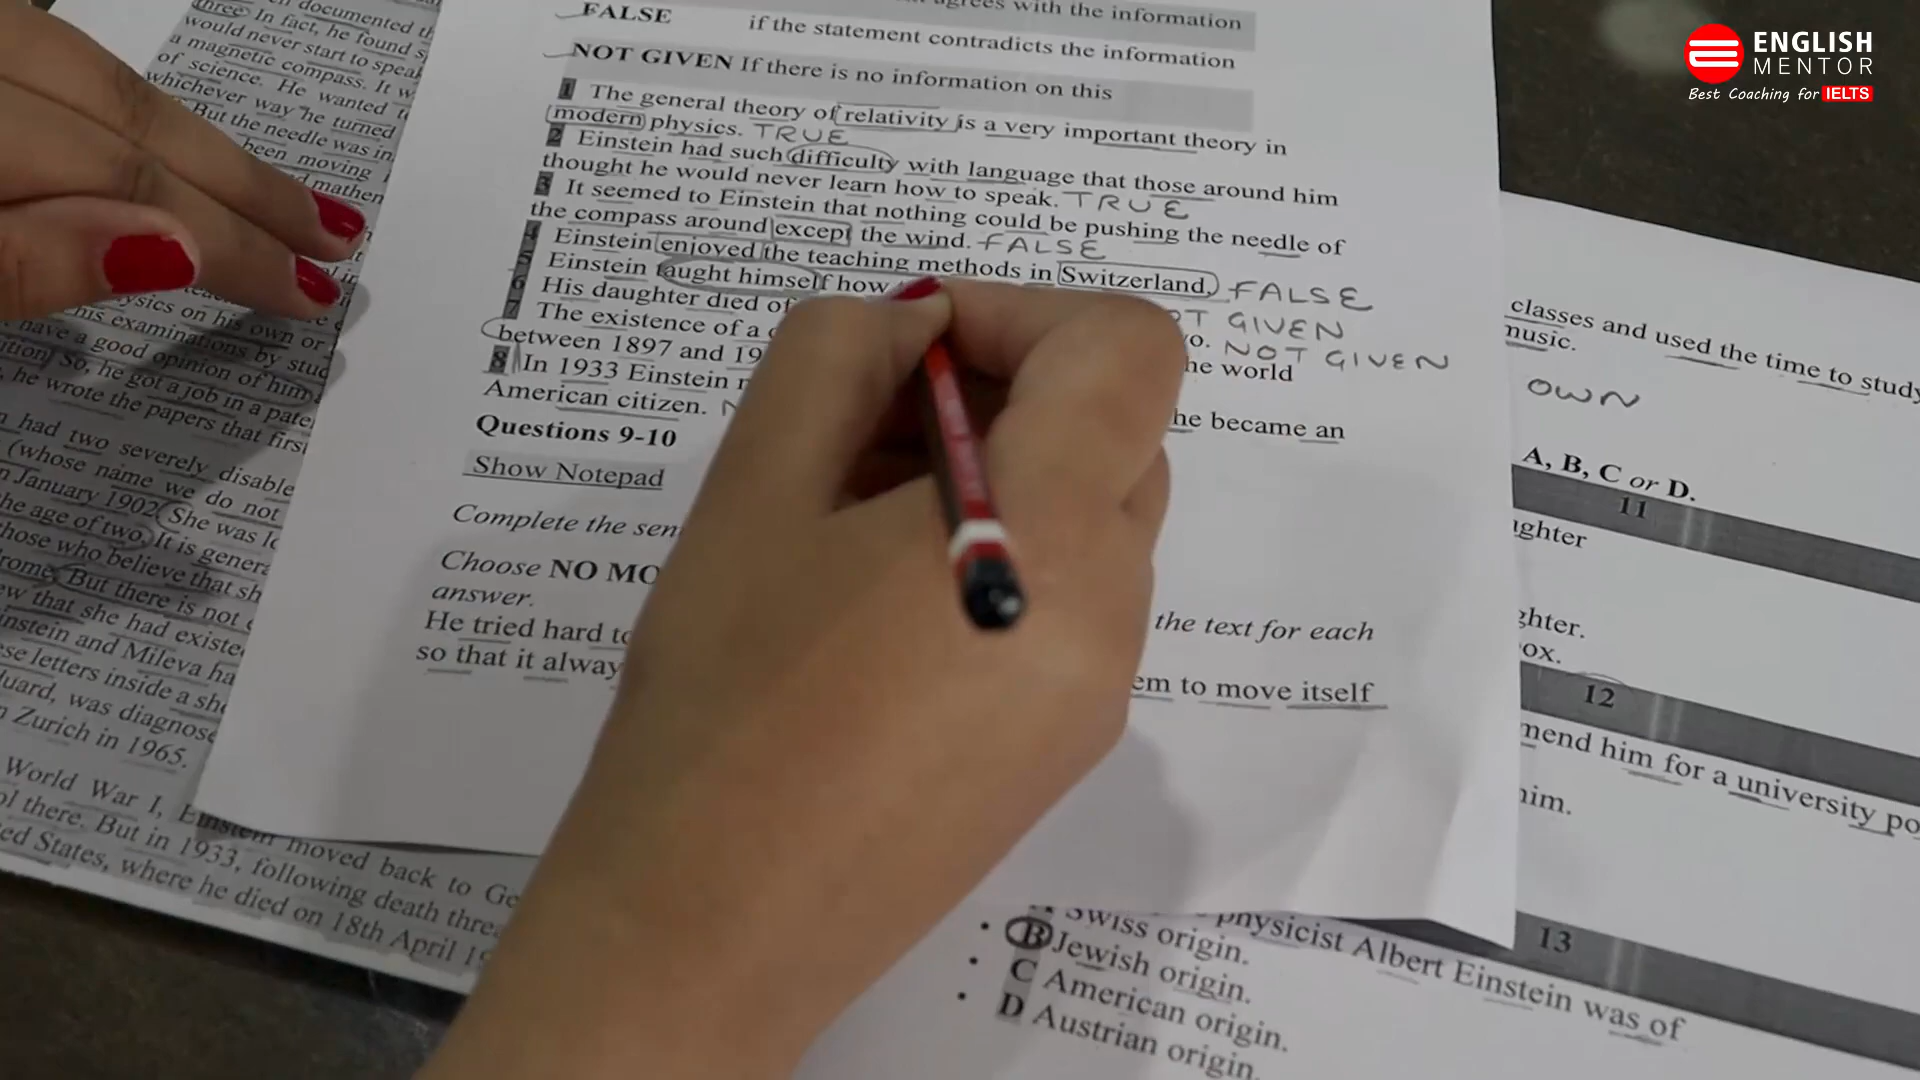 ENGLISH
MENTOR
Best Coaching for IELTS
agrees with the information
FALSE if the statement contradicts the information
NOT GIVEN If there is no information on this
1 The general theory of relativity is a very important theory in
modern physics. TRUE
2 Einstein had such difficulty with language that those around him
thought he would never learn how to speak. TRUE
3 It seemed to Einstein that nothing could be pushing the needle of
the compass around except the wind. FALSE
4 Einstein enjoyed the teaching methods in Switzerland, FALSE
5 Einstein taught himself how GIVEN
6 His daughter died of NOT GIVEN
7 The existence of a the world
between 1897 and 19
8 In 1933 Einstein he became an
American citizen.
Questions 9-10
Show Notepad
Complete the sen
Choose NO MO the text for each
answer.
He tried hard to
so that it alway to move itself
documented
three. In fact, he found
would never start to speak
a magnetic compass. It
of science. He wanted
whichever way he turned
But the needle was in
been moving
on his own or
his examinations by stud
have a good opinion of him
So, he got a job in a pate
he wrote the papers that first
had two severely disable
(whose name we do not
January 1902. She was
the age of two. It is genera
those who believe that sh
But there is not
that she had existe
and Mileva ha
letters inside a sho
was diagnose
Zurich in 1965.
World War I, Einstein moved back to Ge
there. But in 1933, following death threa
States, where he died on 18th April 19
classes and used the time to study
music.
OWN
A, B, C or D.
11
12
mend him for a university po
him.
13
physicist Albert Einstein was of
A Swiss origin.
B Jewish origin.
C American origin.
D Austrian origin.